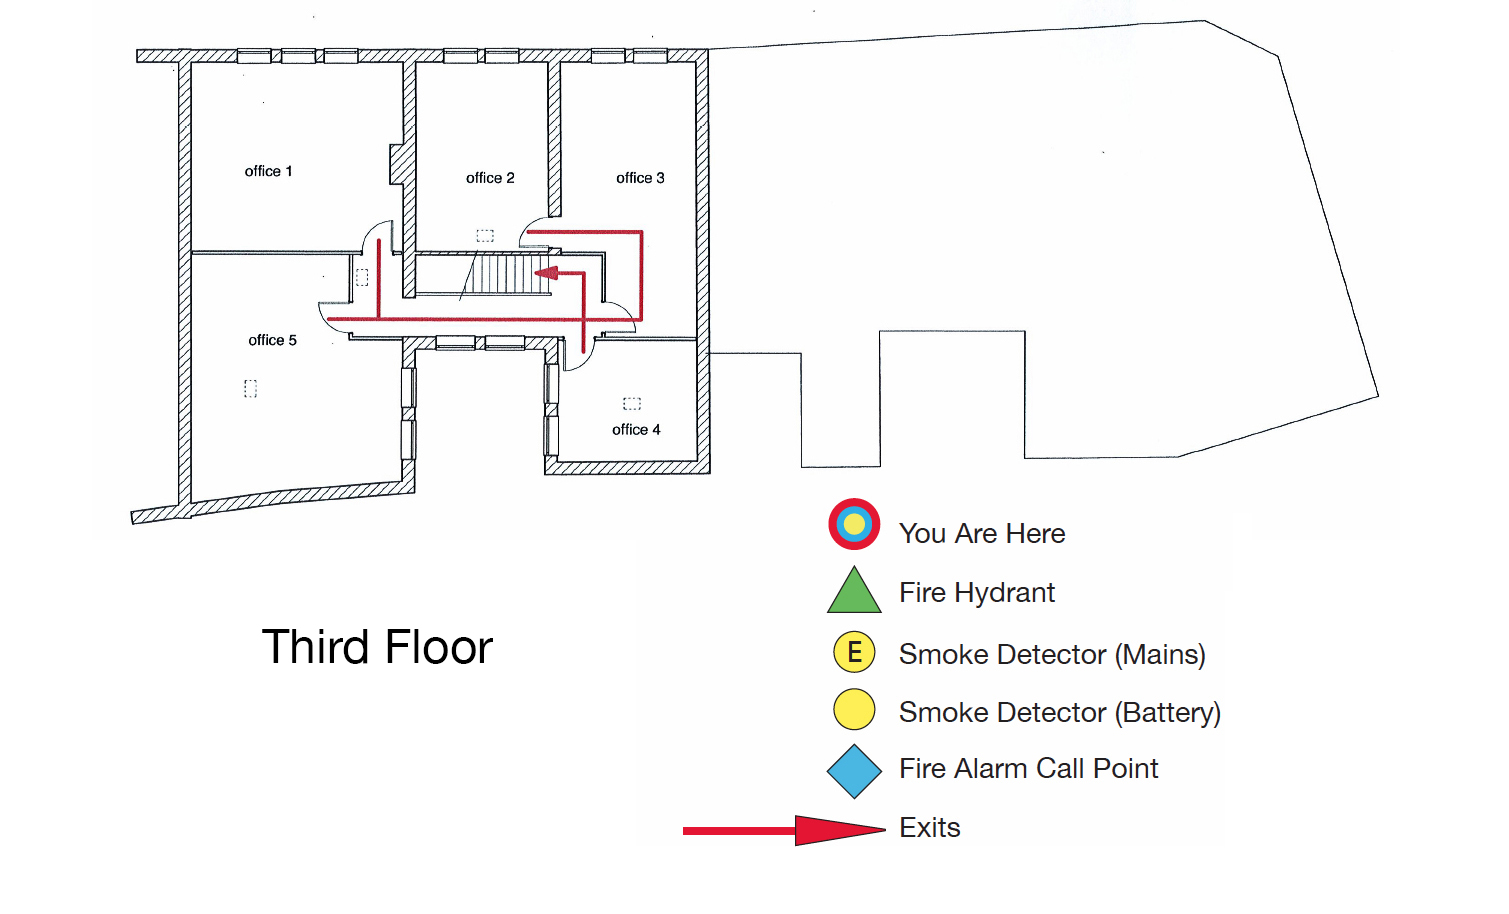 office 1
office 2
office 3
office 5
office 4
You Are Here
Fire Hydrant
E
Smoke Detector (Mains)
Smoke Detector (Battery)
Fire Alarm Call Point
Exits
Third Floor